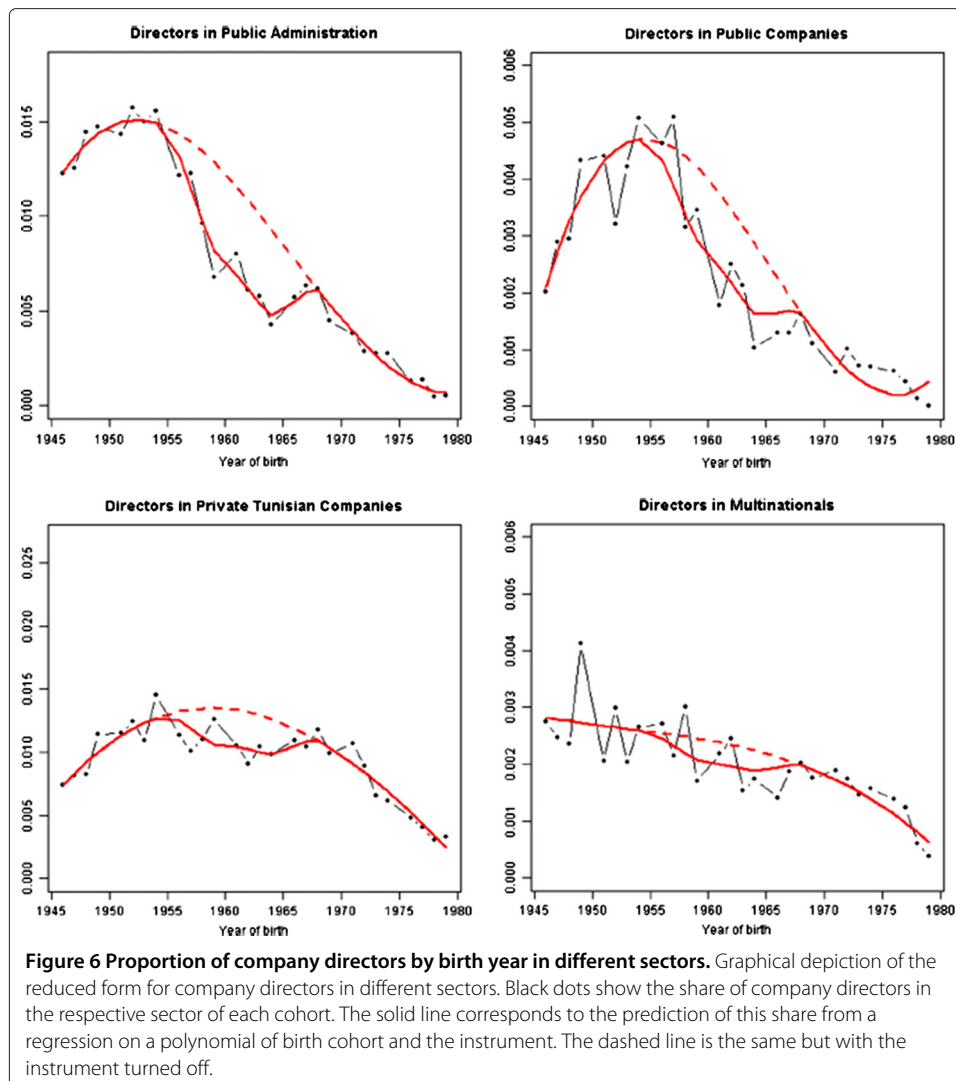 Directors in Public Administration
0.015
0.010
0.005
0.000
1945 1950 1955 1960 1965 1970 1975 1980
Year of birth
Directors in Public Companies
0.006
0.005
0.004
0.003
0.002
0.001
0.000
1945 1950 1955 1960 1965 1970 1975 1980
Year of birth
Directors in Private Tunisian Companies
0.025
0.020
0.015
0.010
0.005
0.000
1945 1950 1955 1960 1965 1970 1975 1980
Year of birth
Directors in Multinationals
0.006
0.005
0.004
0.003
0.002
0.001
0.000
1945 1950 1955 1960 1965 1970 1975 1980
Year of birth
Figure 6 Proportion of company directors by birth year in different sectors. Graphical depiction of the
reduced form for company directors in different sectors. Black dots show the share of company directors in
the respective sector of each cohort. The solid line corresponds to the prediction of this share from a
regression on a polynomial of birth cohort and the instrument. The dashed line is the same but with the
instrument turned off.